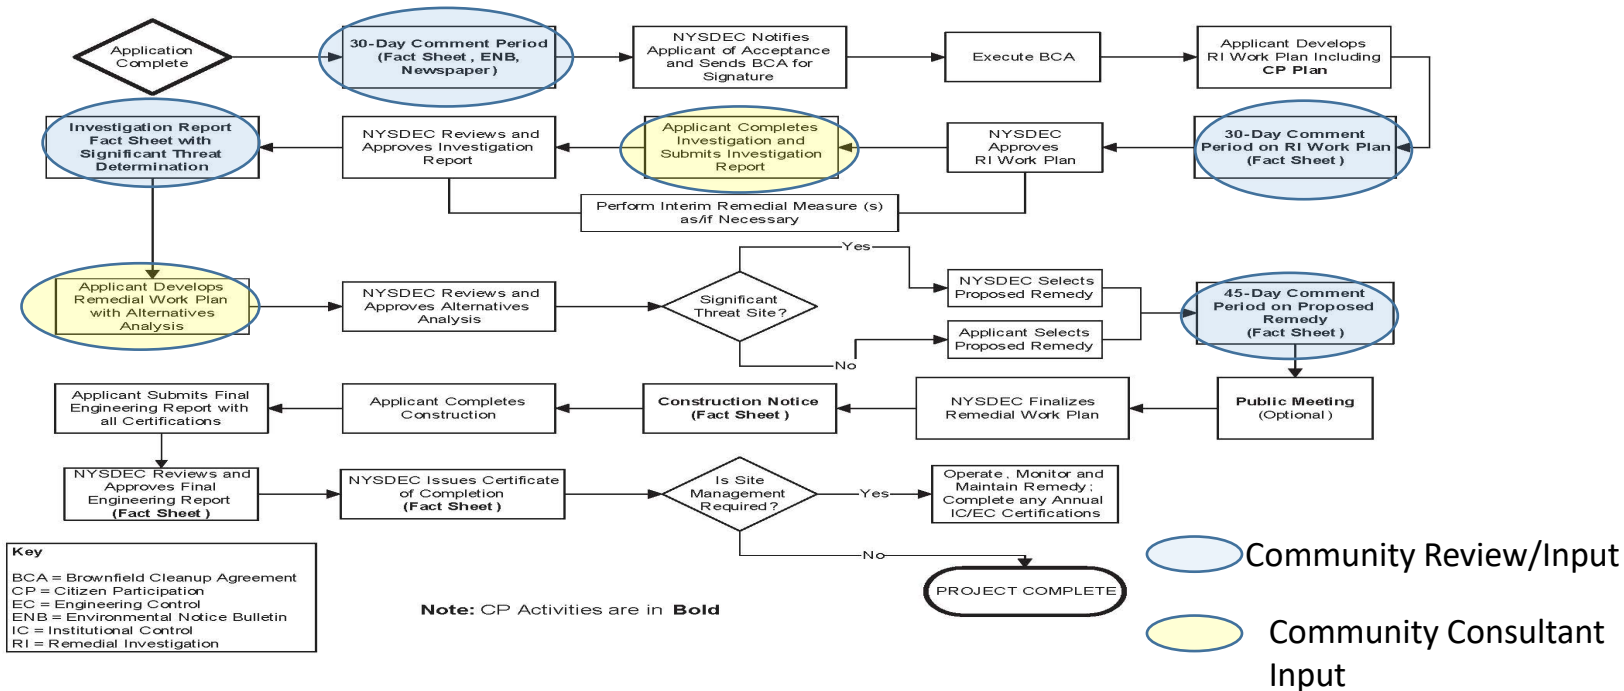 Application
Complete
30-Day Comment Period
(Fact Sheet , ENB,
Newspaper )
NYSDEC Notifies
Applicant of Acceptance
and Sends BCA for
Signature
Execute BCA
Applicant Develops
RI Work Plan Including
CP Plan
Investigation Report
Fact Sheet with
Significant Threat
Determination
NYSDEC Reviews and
Approves Investigation
Report
Applicant Completes
Investigation and
Submits Investigation
Report
NYSDEC
Approves
RI Work Plan
30-Day Comment
Period on RI Work Plan
(Fact Sheet )
Perform Interim Remedial Measure (s)
as/if Necessary
Applicant Develops
Remedial Work Plan
with Alternatives
Analysis
NYSDEC Reviews and
Approves Alternatives
Analysis
Significant
Threat Site?
Yes
No
NYSDEC Selects
Proposed Remedy
Applicant Selects
Proposed Remedy
45-Day Comment
Period on Proposed
Remedy
(Fact Sheet )
Applicant Submits Final
Engineering Report with
all Certifications
Applicant Completes
Construction
Construction Notice
(Fact Sheet )
NYSDEC Finalizes
Remedial Work Plan
Public Meeting
(Optional )
NYSDEC Reviews and
Approves Final
Engineering Report
(Fact Sheet )
NYSDEC Issues Certificate
of Completion
(Fact Sheet )
Is Site
Management
Required?
Yes
No
Operate, Monitor and
Maintain Remedy;
Complete any Annual
IC/EC Certifications
PROJECT COMPLETE
Key
BCA = Brownfield Cleanup Agreement
CP = Citizen Participation
EC = Engineering Control
ENB = Environmental Notice Bulletin
IC = Institutional Control
RI = Remedial Investigation
Note: CP Activities are in Bold
Community Review/Input
Community Consultant
Input